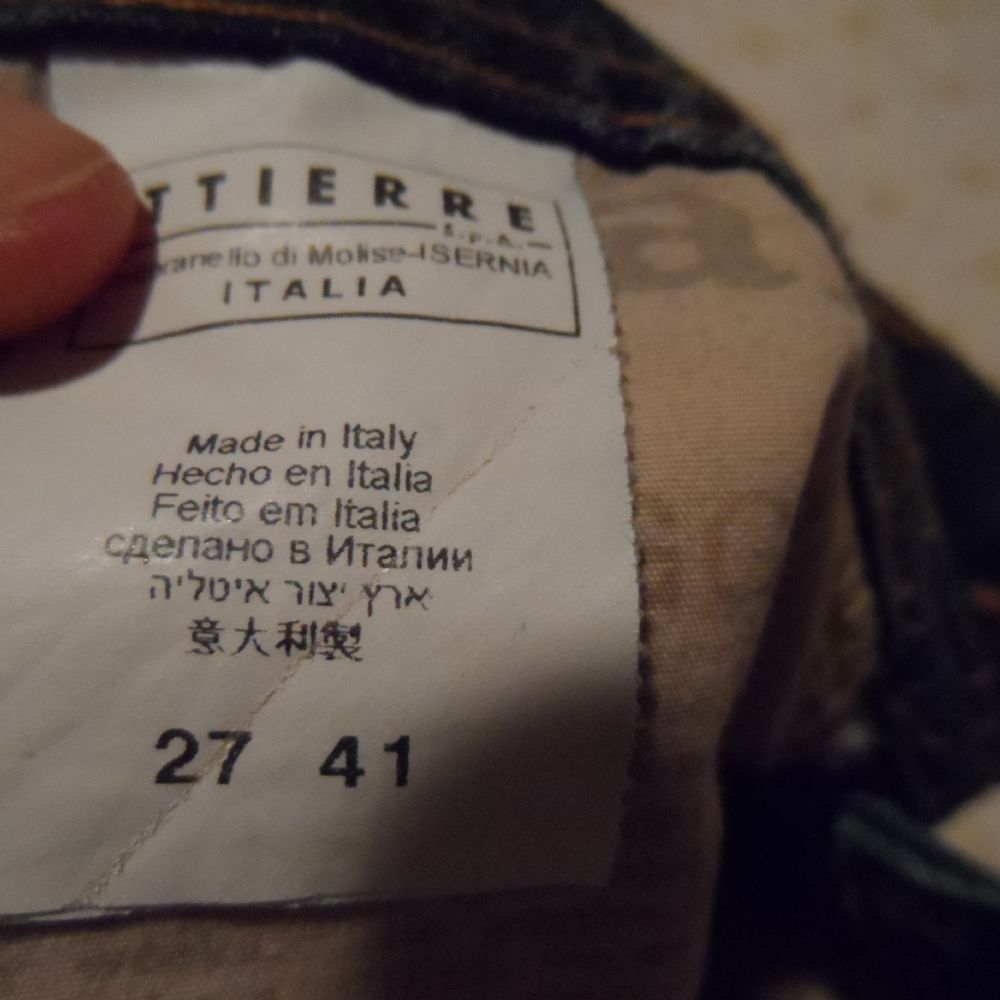 TTIERRE
S.P.A.
ranello di Molise-ISERNIA
ITALIA
Made in Italy
Hecho en Italia
Feito em Italia
сделано в Италии
ארץ יצור איטליה
意大利製
27 41
a